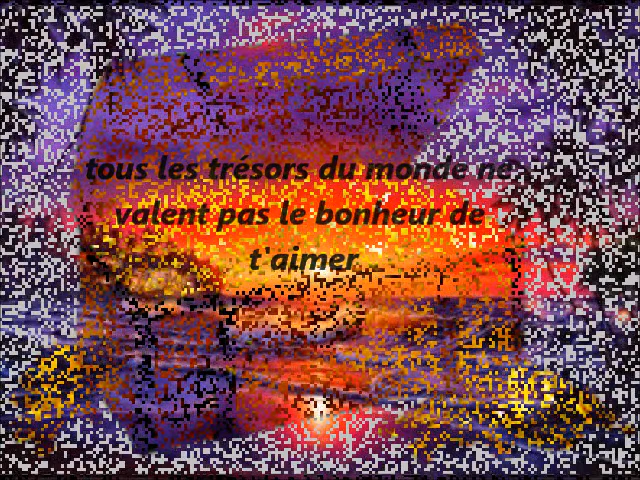 tous les trésors du monde ne
valent pas le bonheur de
t'aimer